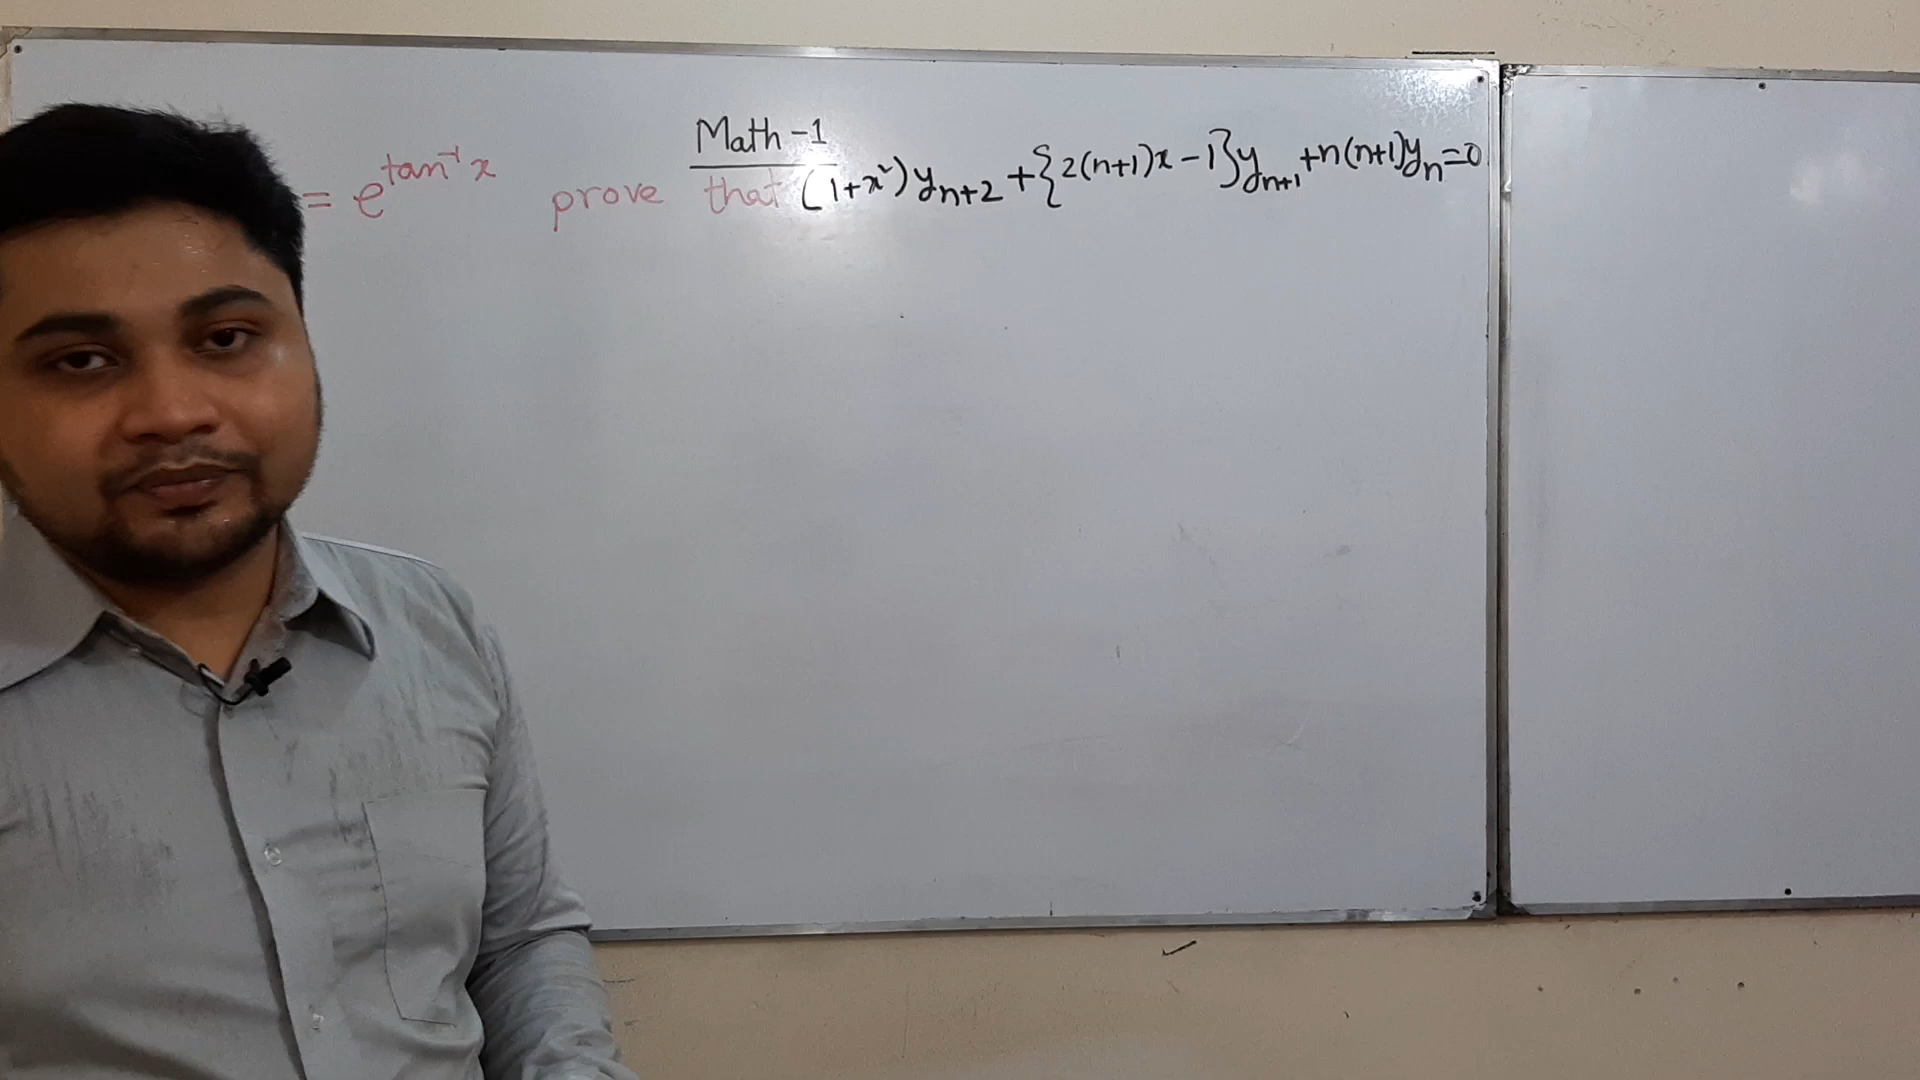 Math-1
= e^{tan⁻¹x} prove that (1+x²)y_{n+2} + {2(n+1)x - 1}y_{n+1} + n(n+1)y_n = 0